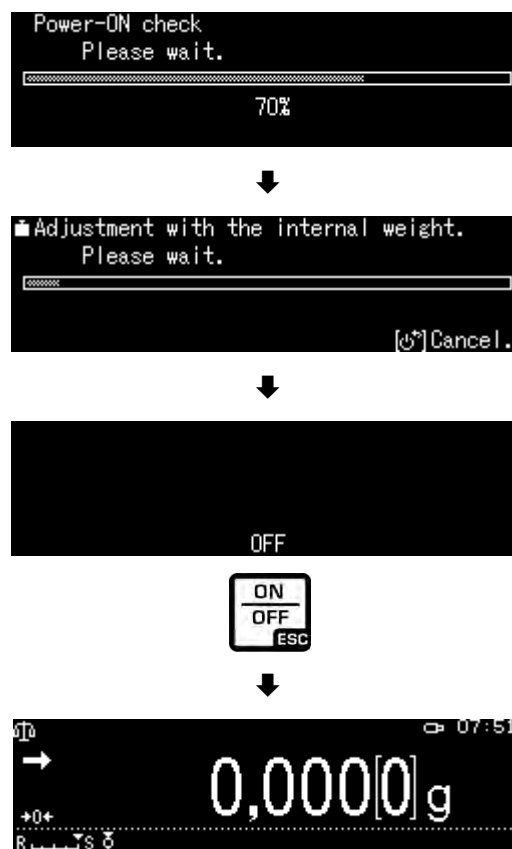 Power-ON check
Please wait.
70%
Adjustment with the internal weight.
Please wait.
[⏻]Cancel.
OFF
ON
OFF
ESC
07:51
0,000[0] g
→0←
R S